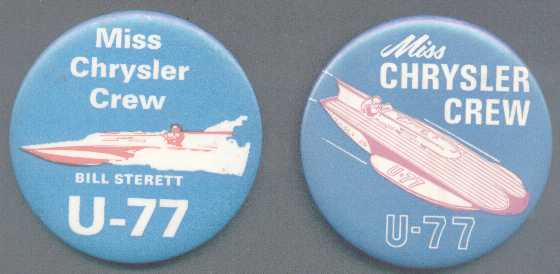 Miss
Chrysler
Crew
BILL STERETT
U-77
Miss
CHRYSLER
CREW
U-77
U-77